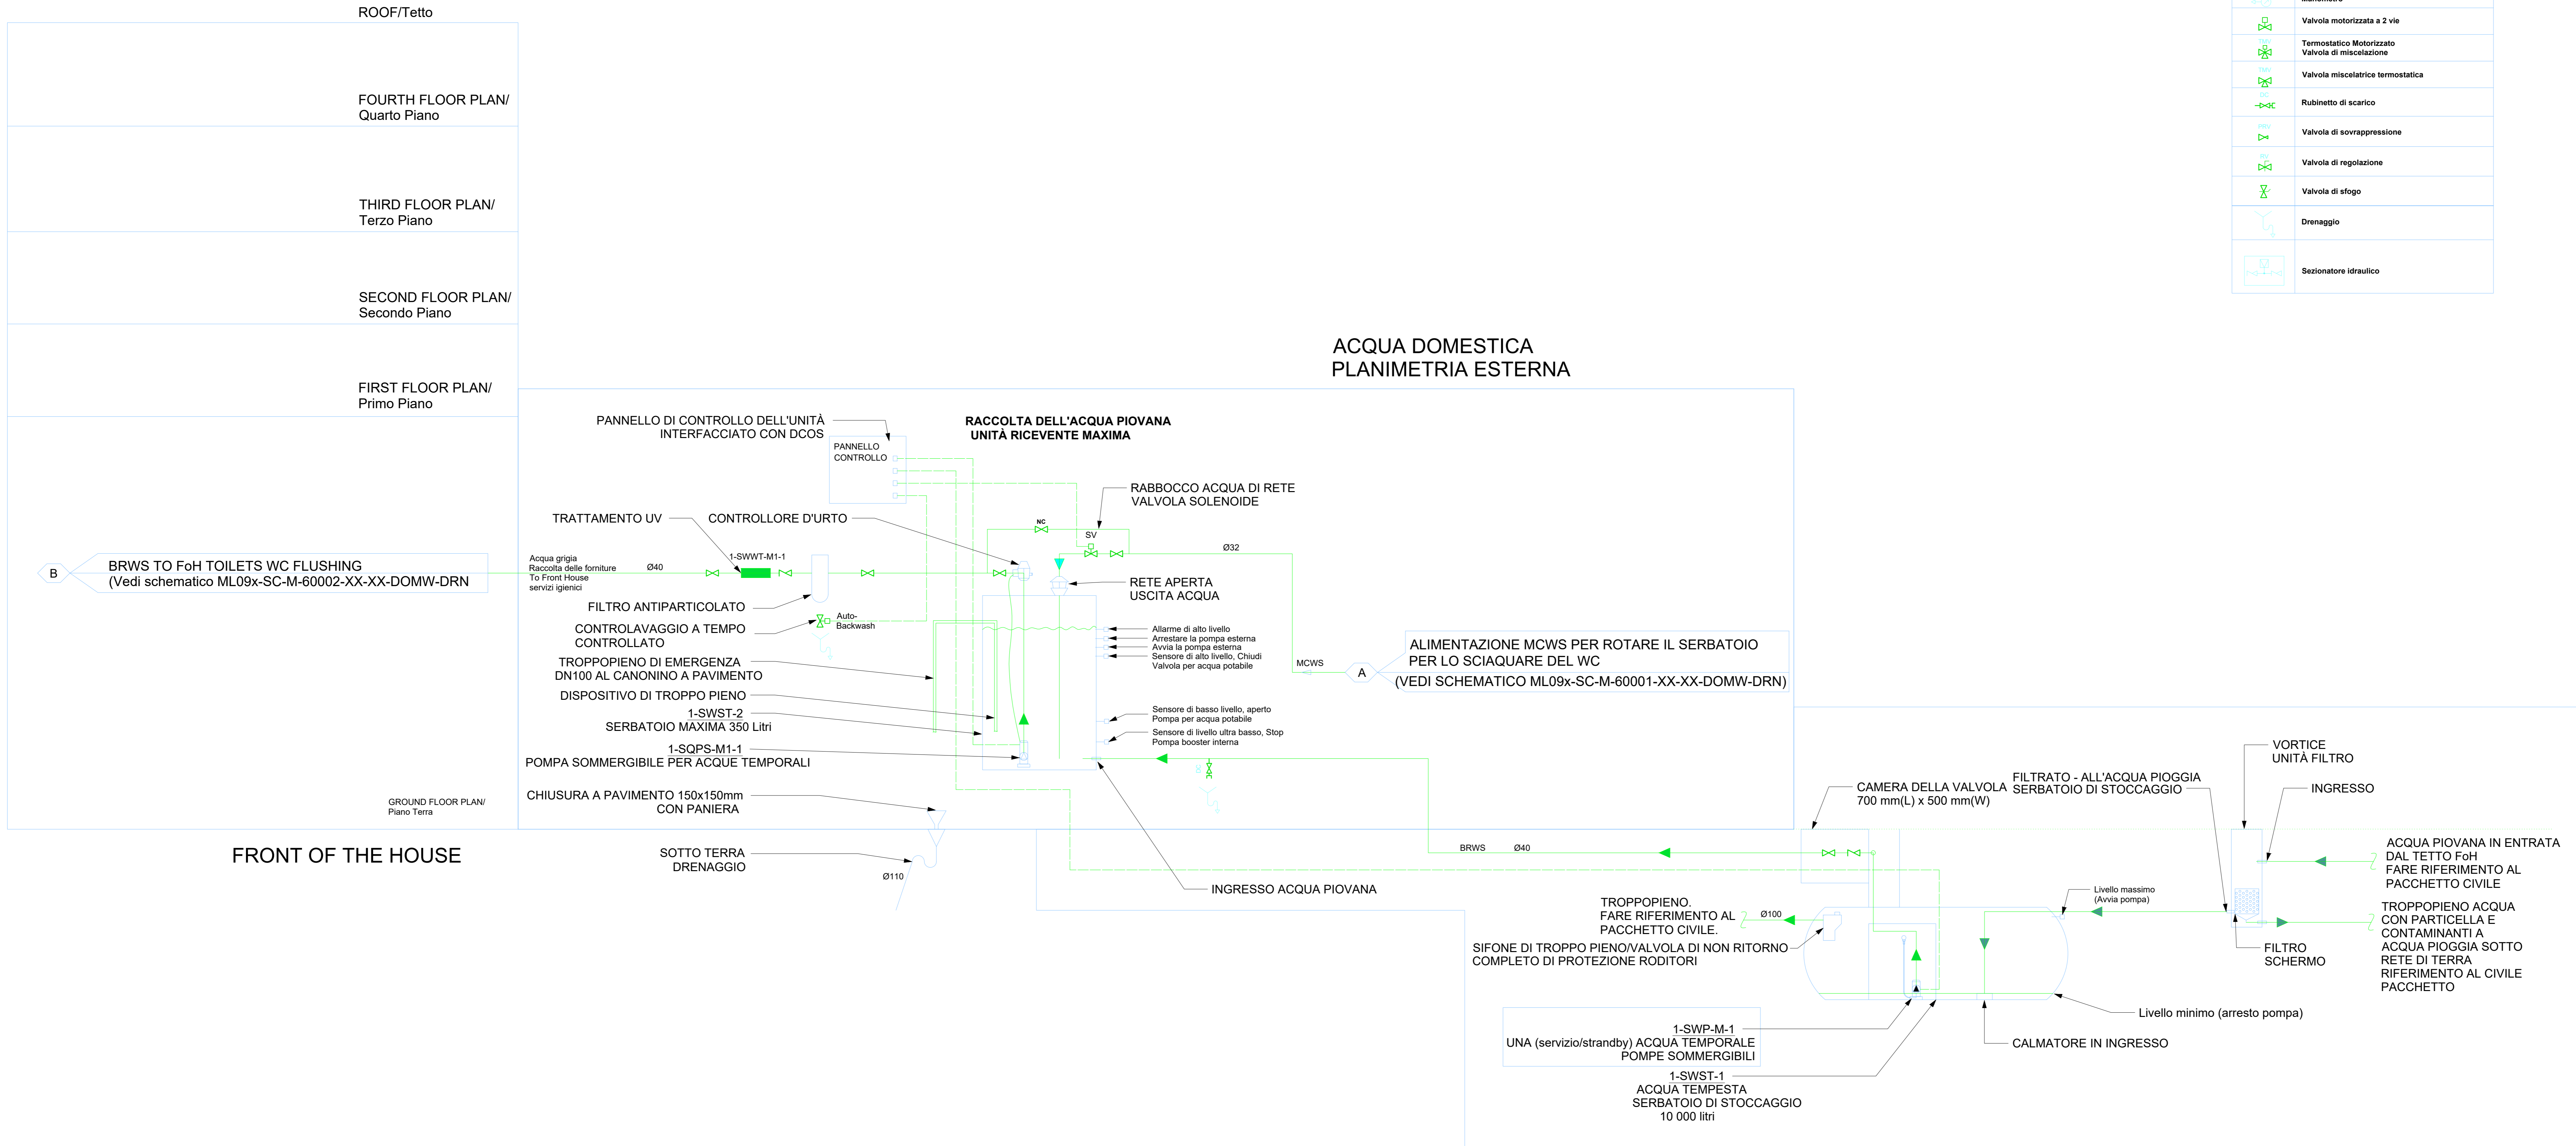 ROOF/Tetto
FOURTH FLOOR PLAN/
Quarto Piano
THIRD FLOOR PLAN/
Terzo Piano
SECOND FLOOR PLAN/
Secondo Piano
FIRST FLOOR PLAN/
Primo Piano
GROUND FLOOR PLAN/
Piano Terra
FRONT OF THE HOUSE
B
BRWS TO FoH TOILETS WC FLUSHING
(Vedi schematico ML09x-SC-M-60002-XX-XX-DOMW-DRN
ACQUA DOMESTICA
PLANIMETRIA ESTERNA
PANNELLO DI CONTROLLO DELL'UNITÀ
INTERFACCIATO CON DCOS
PANNELLO
CONTROLLO
RACCOLTA DELL'ACQUA PIOVANA
UNITÀ RICEVENTE MAXIMA
RABBOCCO ACQUA DI RETE
VALVOLA SOLENOIDE
TRATTAMENTO UV
CONTROLLORE D'URTO
NC
SV
Ø32
1-SWWT-M1-1
Acqua grigia
Raccolta delle forniture
To Front House
servizi igienici
Ø40
RETE APERTA
USCITA ACQUA
FILTRO ANTIPARTICOLATO
Auto-
Backwash
CONTROLAVAGGIO A TEMPO
CONTROLLATO
TROPPOPIENO DI EMERGENZA
DN100 AL CANONINO A PAVIMENTO
DISPOSITIVO DI TROPPO PIENO
1-SWST-2
SERBATOIO MAXIMA 350 Litri
1-SQPS-M1-1
POMPA SOMMERGIBILE PER ACQUE TEMPORALI
CHIUSURA A PAVIMENTO 150x150mm
CON PANIERA
SOTTO TERRA
DRENAGGIO
Ø110
Allarme di alto livello
Arrestare la pompa esterna
Avvia la pompa esterna
Sensore di alto livello, Chiudi
Valvola per acqua potabile
Sensore di basso livello, aperto
Pompa per acqua potabile
Sensore di livello ultra basso, Stop
Pompa booster interna
DC
INGRESSO ACQUA PIOVANA
MCWS
A
ALIMENTAZIONE MCWS PER ROTARE IL SERBATOIO
PER LO SCIAQUARE DEL WC
(VEDI SCHEMATICO ML09x-SC-M-60001-XX-XX-DOMW-DRN)
BRWS
Ø40
CAMERA DELLA VALVOLA
700 mm(L) x 500 mm(W)
FILTRATO - ALL'ACQUA PIOGGIA
SERBATOIO DI STOCCAGGIO
VORTICE
UNITÀ FILTRO
INGRESSO
ACQUA PIOVANA IN ENTRATA
DAL TETTO FoH
FARE RIFERIMENTO AL
PACCHETTO CIVILE
Livello massimo
(Avvia pompa)
TROPPOPIENO.
FARE RIFERIMENTO AL
PACCHETTO CIVILE.
Ø100
SIFONE DI TROPPO PIENO/VALVOLA DI NON RITORNO
COMPLETO DI PROTEZIONE RODITORI
TROPPOPIENO ACQUA
CON PARTICELLA E
CONTAMINANTI A
ACQUA PIOGGIA SOTTO
RETE DI TERRA
RIFERIMENTO AL CIVILE
PACCHETTO
FILTRO
SCHERMO
Livello minimo (arresto pompa)
CALMATORE IN INGRESSO
1-SWP-M-1
UNA (servizio/strandby) ACQUA TEMPORALE
POMPE SOMMERGIBILI
1-SWST-1
ACQUA TEMPESTA
SERBATOIO DI STOCCAGGIO
10 000 litri
Valvola motorizzata a 2 vie
Termostatico Motorizzato
Valvola di miscelazione
TMV
Valvola miscelatrice termostatica
DC
Rubinetto di scarico
PRV
Valvola di sovrappressione
RV
Valvola di regolazione
Valvola di sfogo
Drenaggio
Sezionatore idraulico